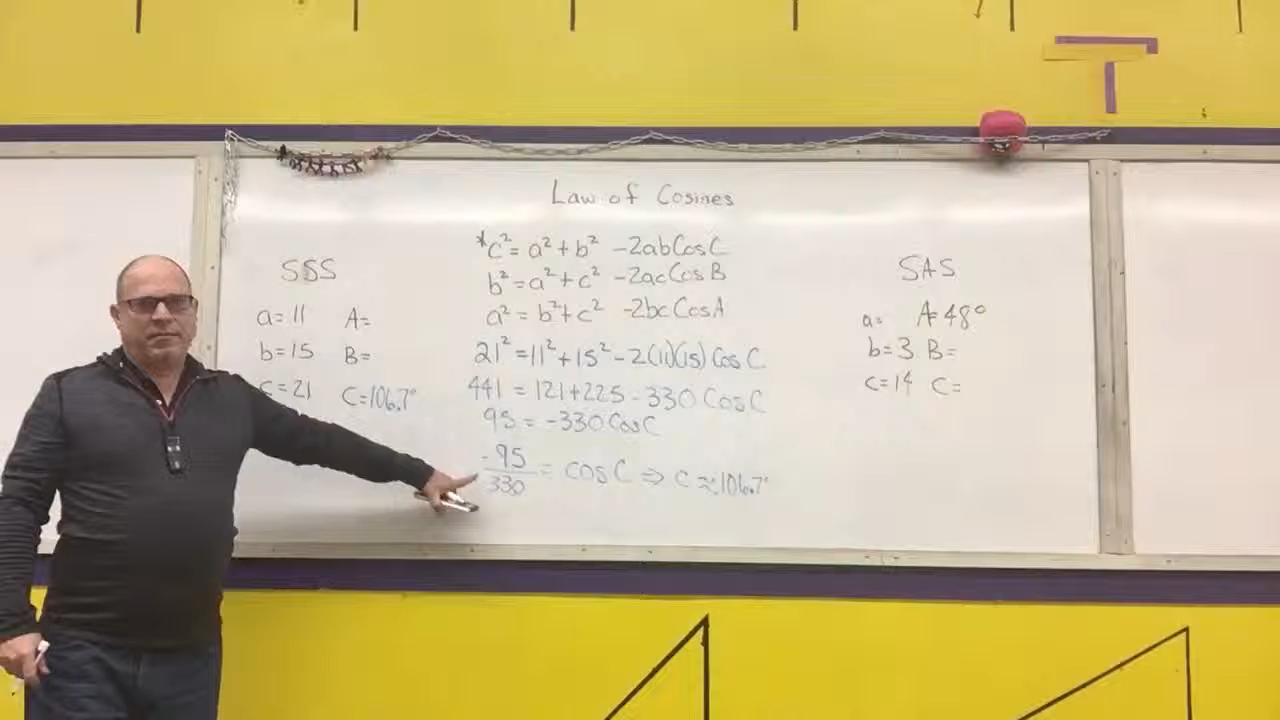 Law of Cosines
*c² = a² + b² -2abCosC
b² = a² + c² -2acCosB
a² = b² + c² -2bcCosA
21² = 11² + 15² - 2(11)(15) Cos C
441 = 121 + 225 - 330 Cos C
95 = -330 Cos C
-95/330 = cos C ⇒ C ≈ 106.7°
SSS
a = 11 A =
b = 15 B =
c = 21 C = 106.7°
SAS
a = A = 48°
b = 3 B =
c = 14 C =
T